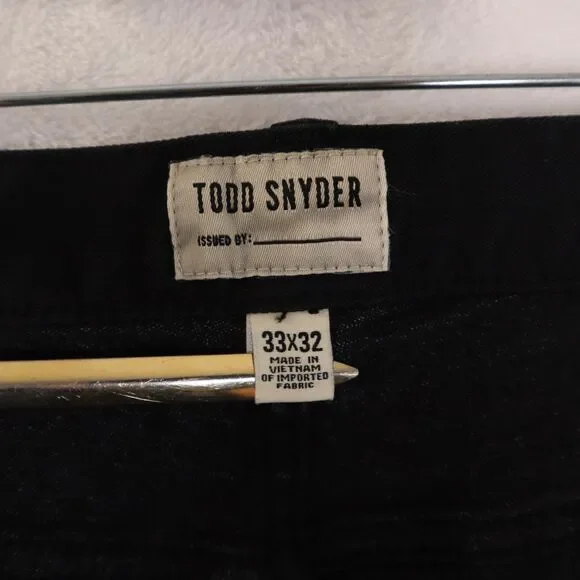 TODD SNYDER
ISSUED BY:
33X32
MADE IN
VIETNAM
OF IMPORTED
FABRIC